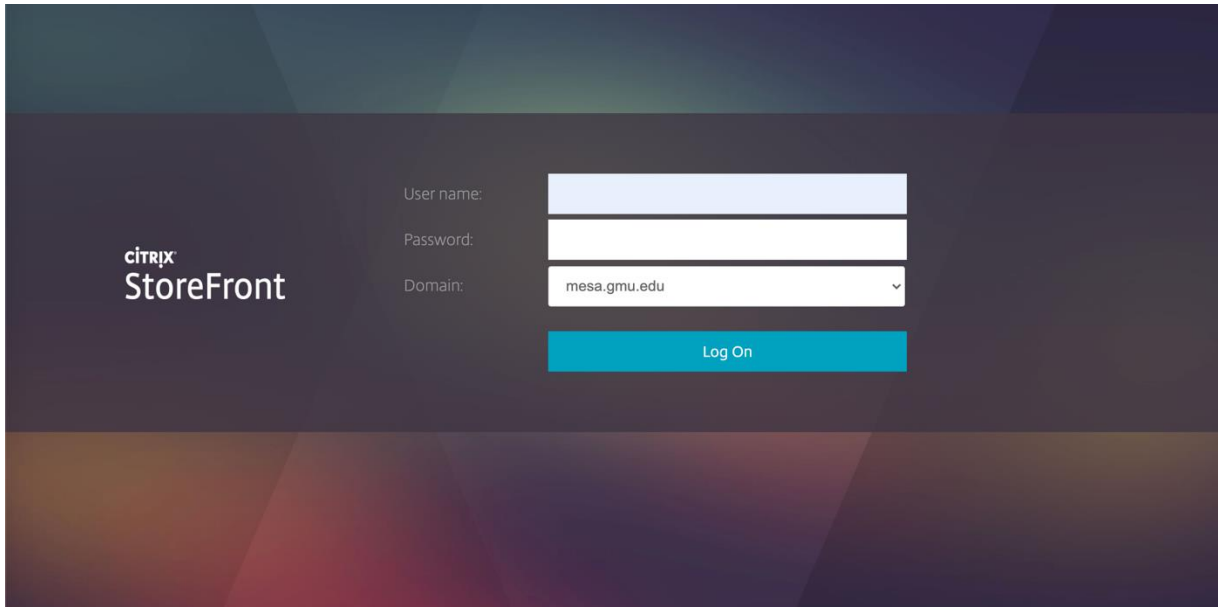 User name:
Password:
citrix
StoreFront
Domain:
mesa.gmu.edu
Log On